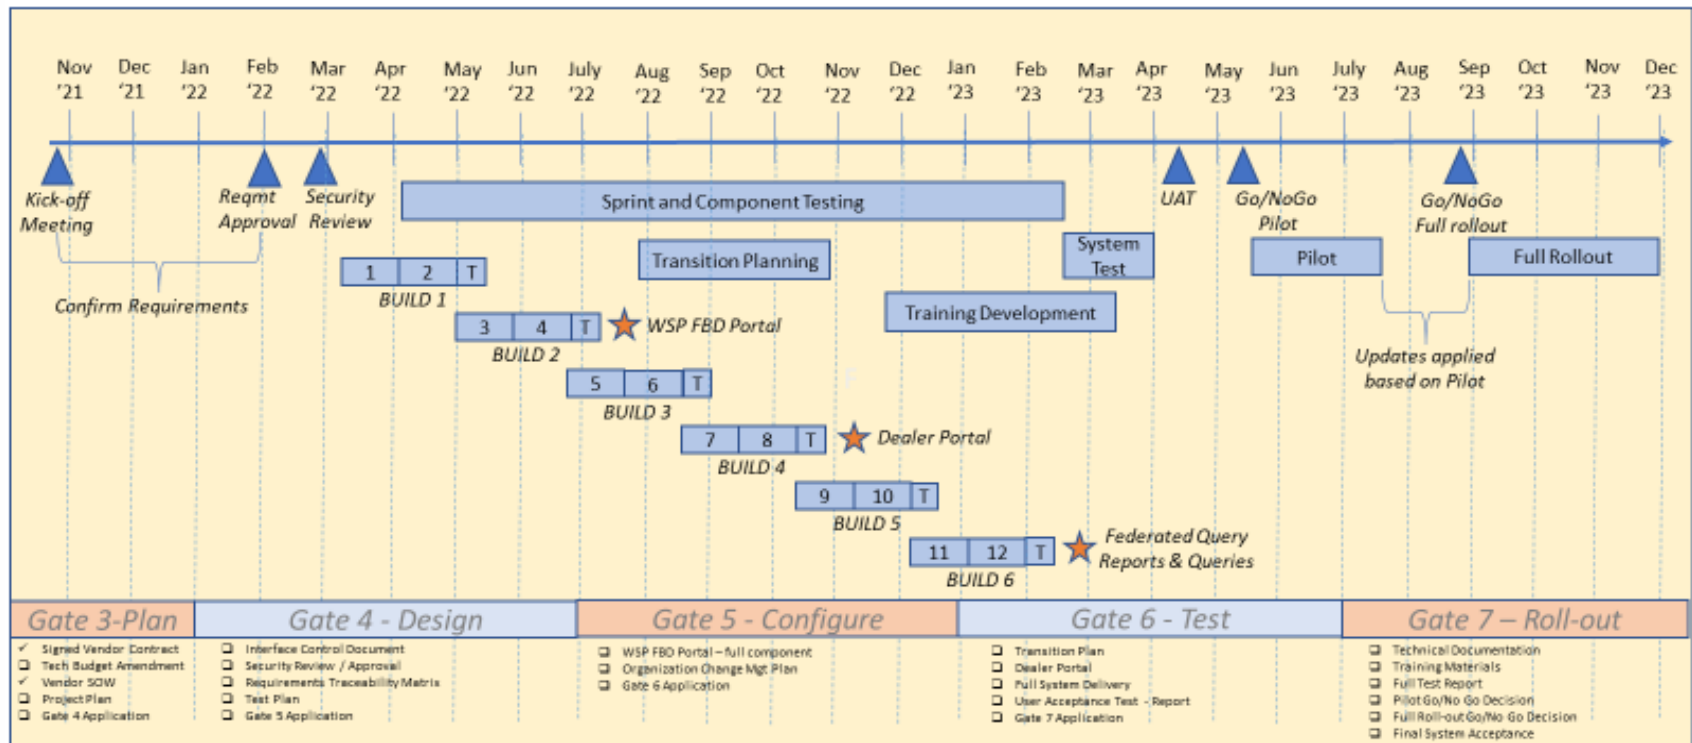 Nov Dec Jan Feb Mar Apr May Jun July Aug Sep Oct Nov Dec Jan Feb Mar Apr May Jun July Aug Sep Oct Nov Dec
'21 '21 '22 '22 '22 '22 '22 '22 '22 '22 '22 '22 '22 '22 '23 '23 '23 '23 '23 '23 '23 '23 '23 '23 '23 '23
Kick-off
Meeting
Reqmt
Approval
Security
Review
Confirm Requirements
Sprint and Component Testing
Transition Planning
System
Test
Training Development
UAT
Go/NoGo
Pilot
Pilot
Go/NoGo
Full rollout
Full Rollout
Updates applied
based on Pilot
1 2 T
BUILD 1
3 4 T
BUILD 2
WSP FBD Portal
5 6 T
BUILD 3
7 8 T
BUILD 4
Dealer Portal
9 10 T
BUILD 5
11 12 T
BUILD 6
Federated Query
Reports & Queries
Gate 3-Plan
✓ Signed Vendor Contract
❑ Tech Budget Amendment
✓ Vendor SOW
❑ Project Plan
❑ Gate 4 Application
Gate 4 - Design
❑ Interface Control Document
❑ Security Review / Approval
❑ Requirements Traceability Matrix
❑ Test Plan
❑ Gate 5 Application
Gate 5 - Configure
❑ WSP FBD Portal – full component
❑ Organization Change Mgt Plan
❑ Gate 6 Application
Gate 6 - Test
❑ Transition Plan
❑ Dealer Portal
❑ Full System Delivery
❑ User Acceptance Test - Report
❑ Gate 7 Application
Gate 7 – Roll-out
❑ Technical Documentation
❑ Training Materials
❑ Full Test Report
❑ Pilot Go/No Go Decision
❑ Full Roll-out Go/No Go Decision
❑ Final System Acceptance